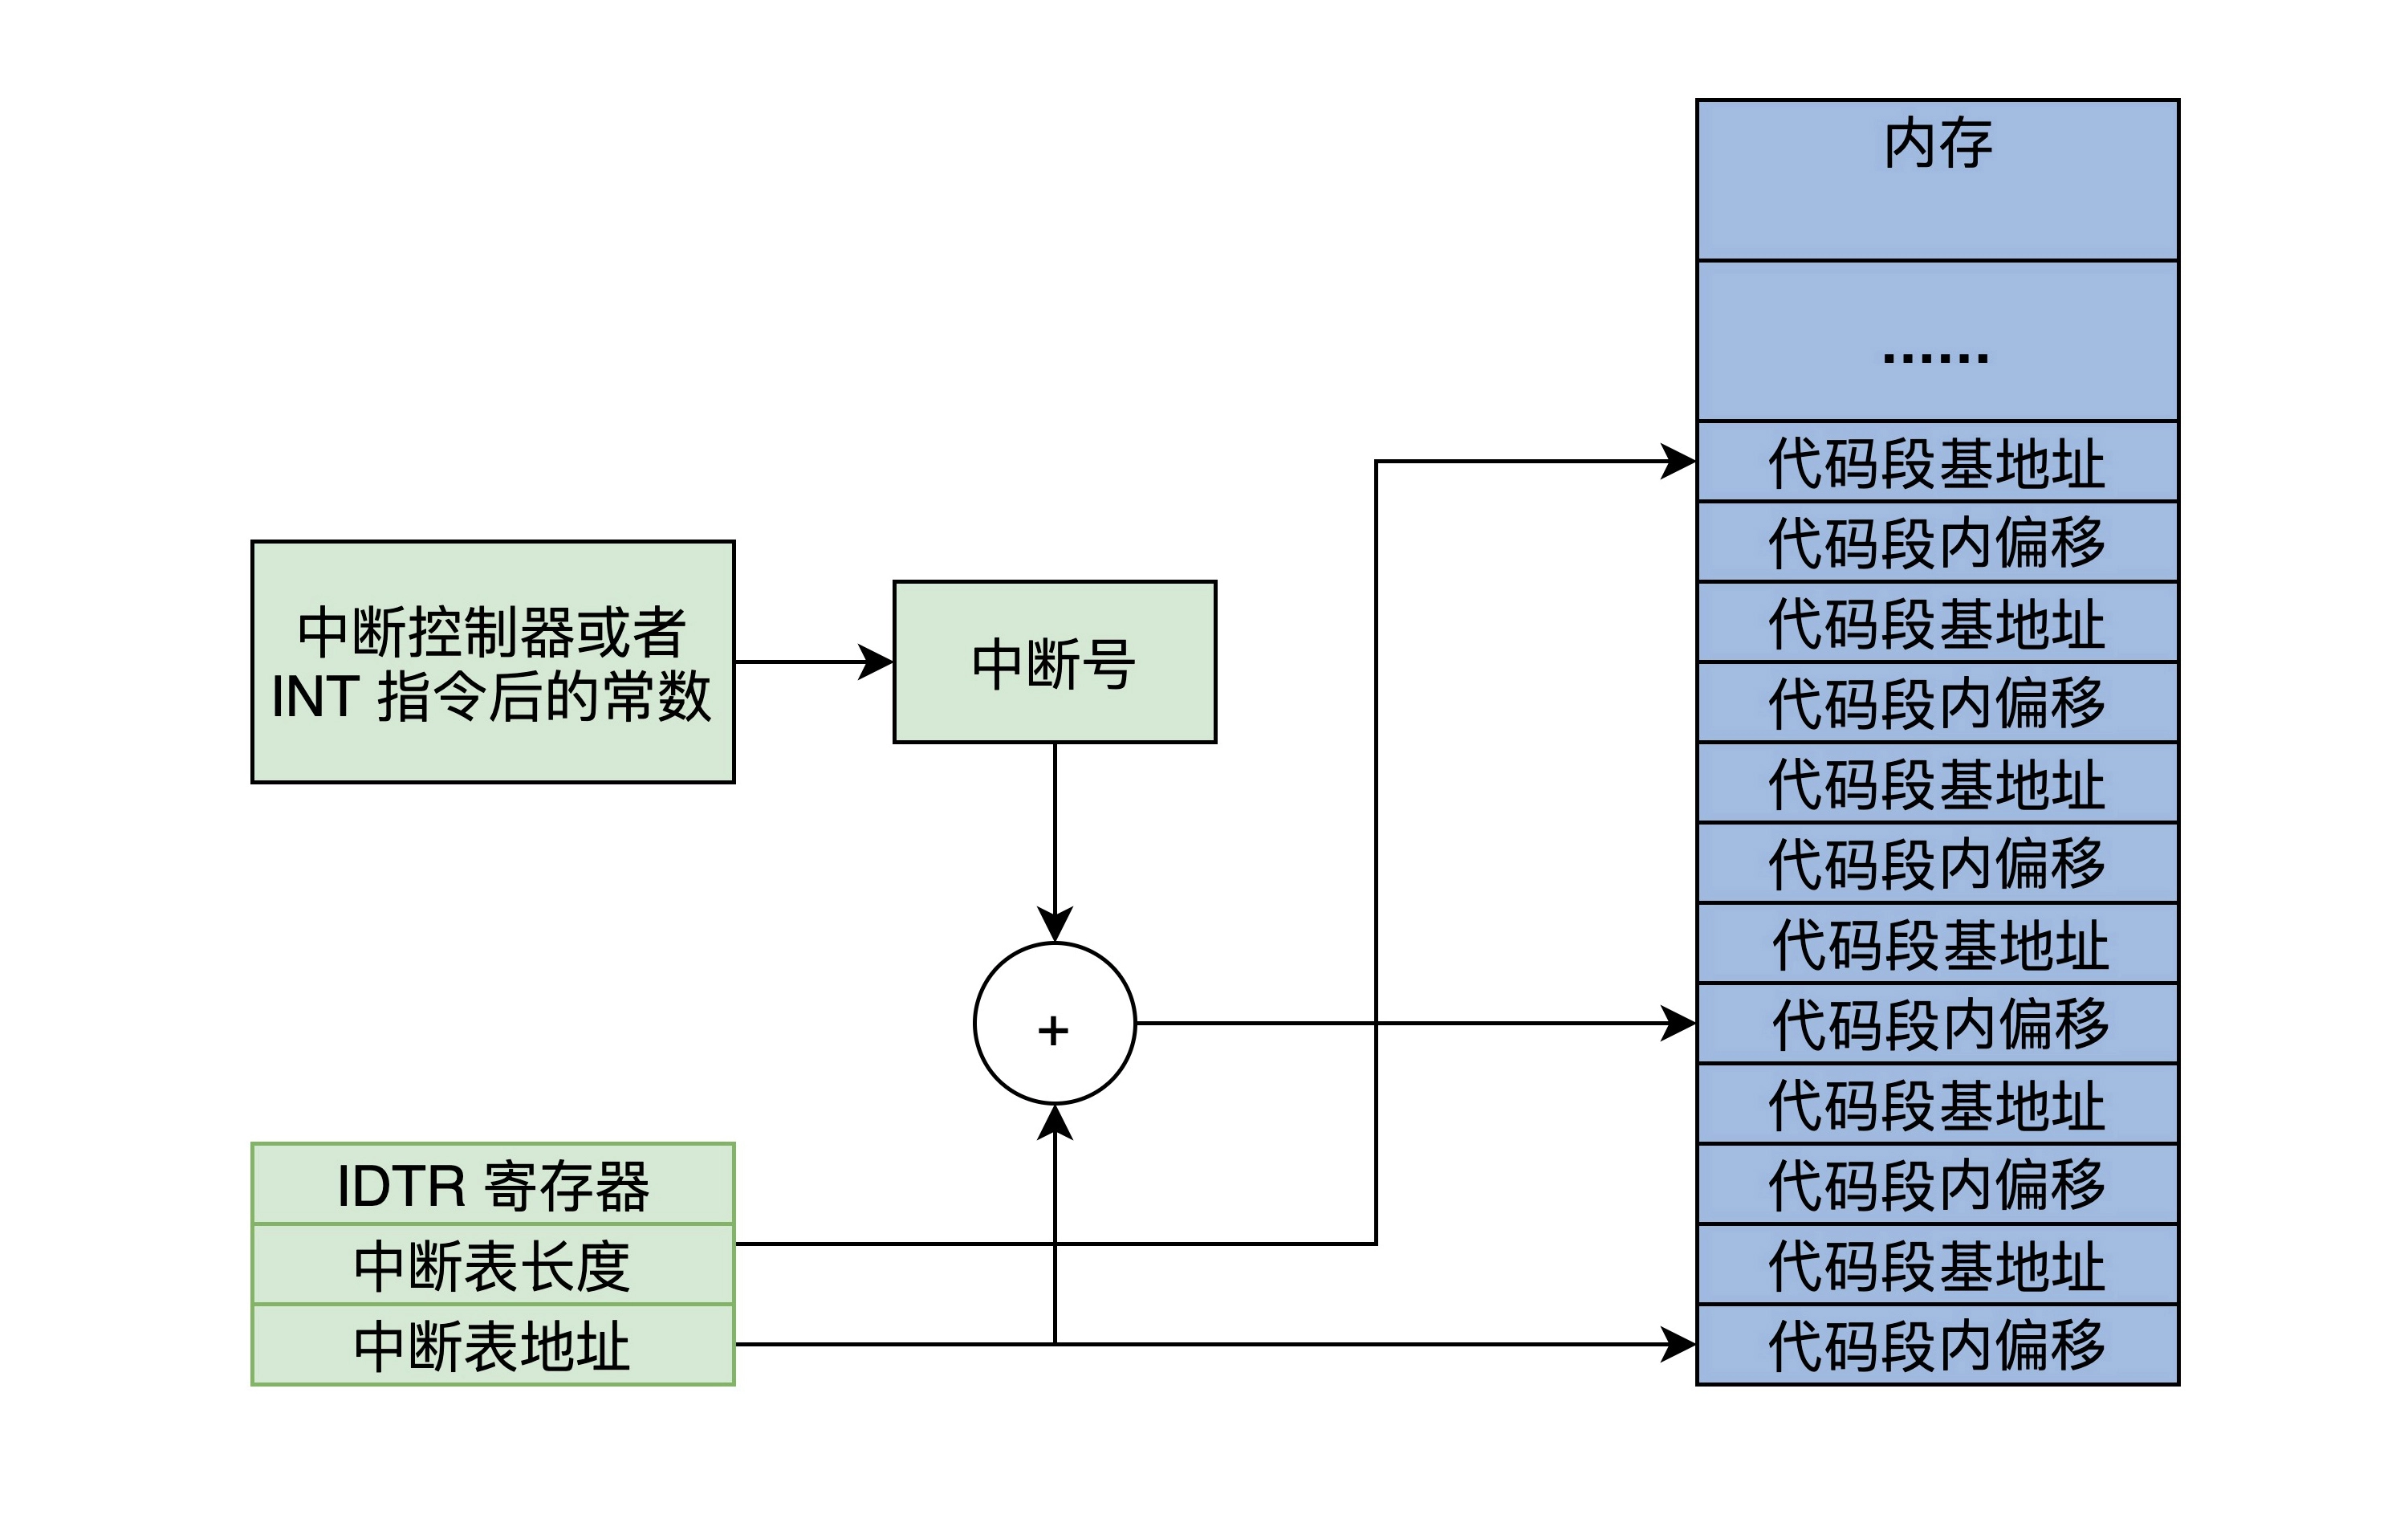 内存
.......
代码段基地址
代码段内偏移
代码段基地址
代码段内偏移
代码段基地址
代码段内偏移
代码段基地址
代码段内偏移
代码段基地址
代码段内偏移
代码段基地址
代码段内偏移
中断控制器或者
INT 指令后的常数
中断号
+
IDTR 寄存器
中断表长度
中断表地址